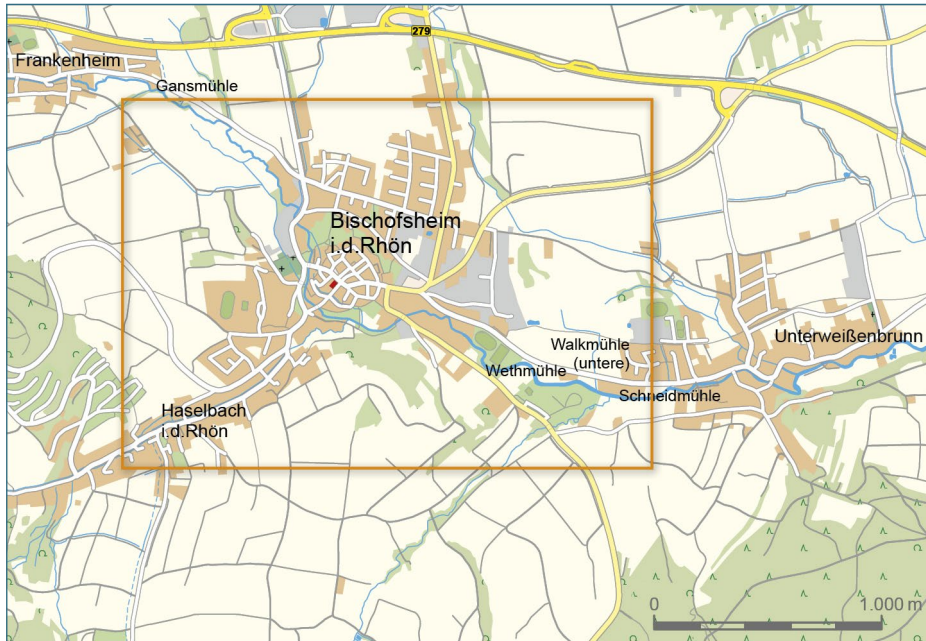 279
Frankenheim
Gansmühle
Bischofsheim
i.d.Rhön
Walkmühle
(untere)
Unterweißenbrunn
Wethmühle
Schneidmühle
Haselbach
i.d.Rhön
0
1.000 m